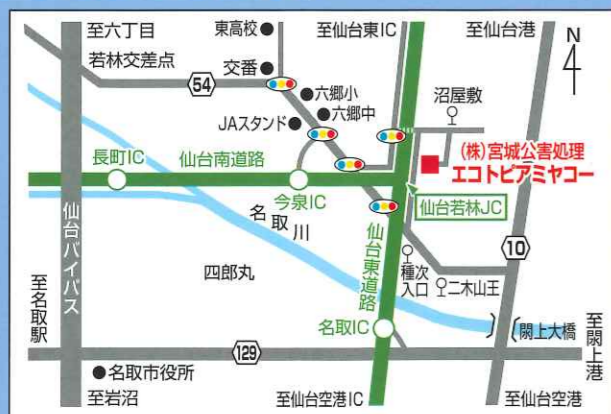 至六丁目
若林交差点
54
東高校
交番
至仙台東IC
至仙台港
N
六郷小
六郷中
JAスタンド
沼屋敷
(株)宮城公害処理
エコトピアミヤコー
長町IC
仙台南道路
今泉IC
仙台若林JC
名取川
仙台バイパス
四郎丸
仙台東道路
種次
入口
二木山王
10
至名取駅
名取IC
閖上大橋
至閖上港
129
名取市役所
至岩沼
至仙台空港IC
至仙台空港